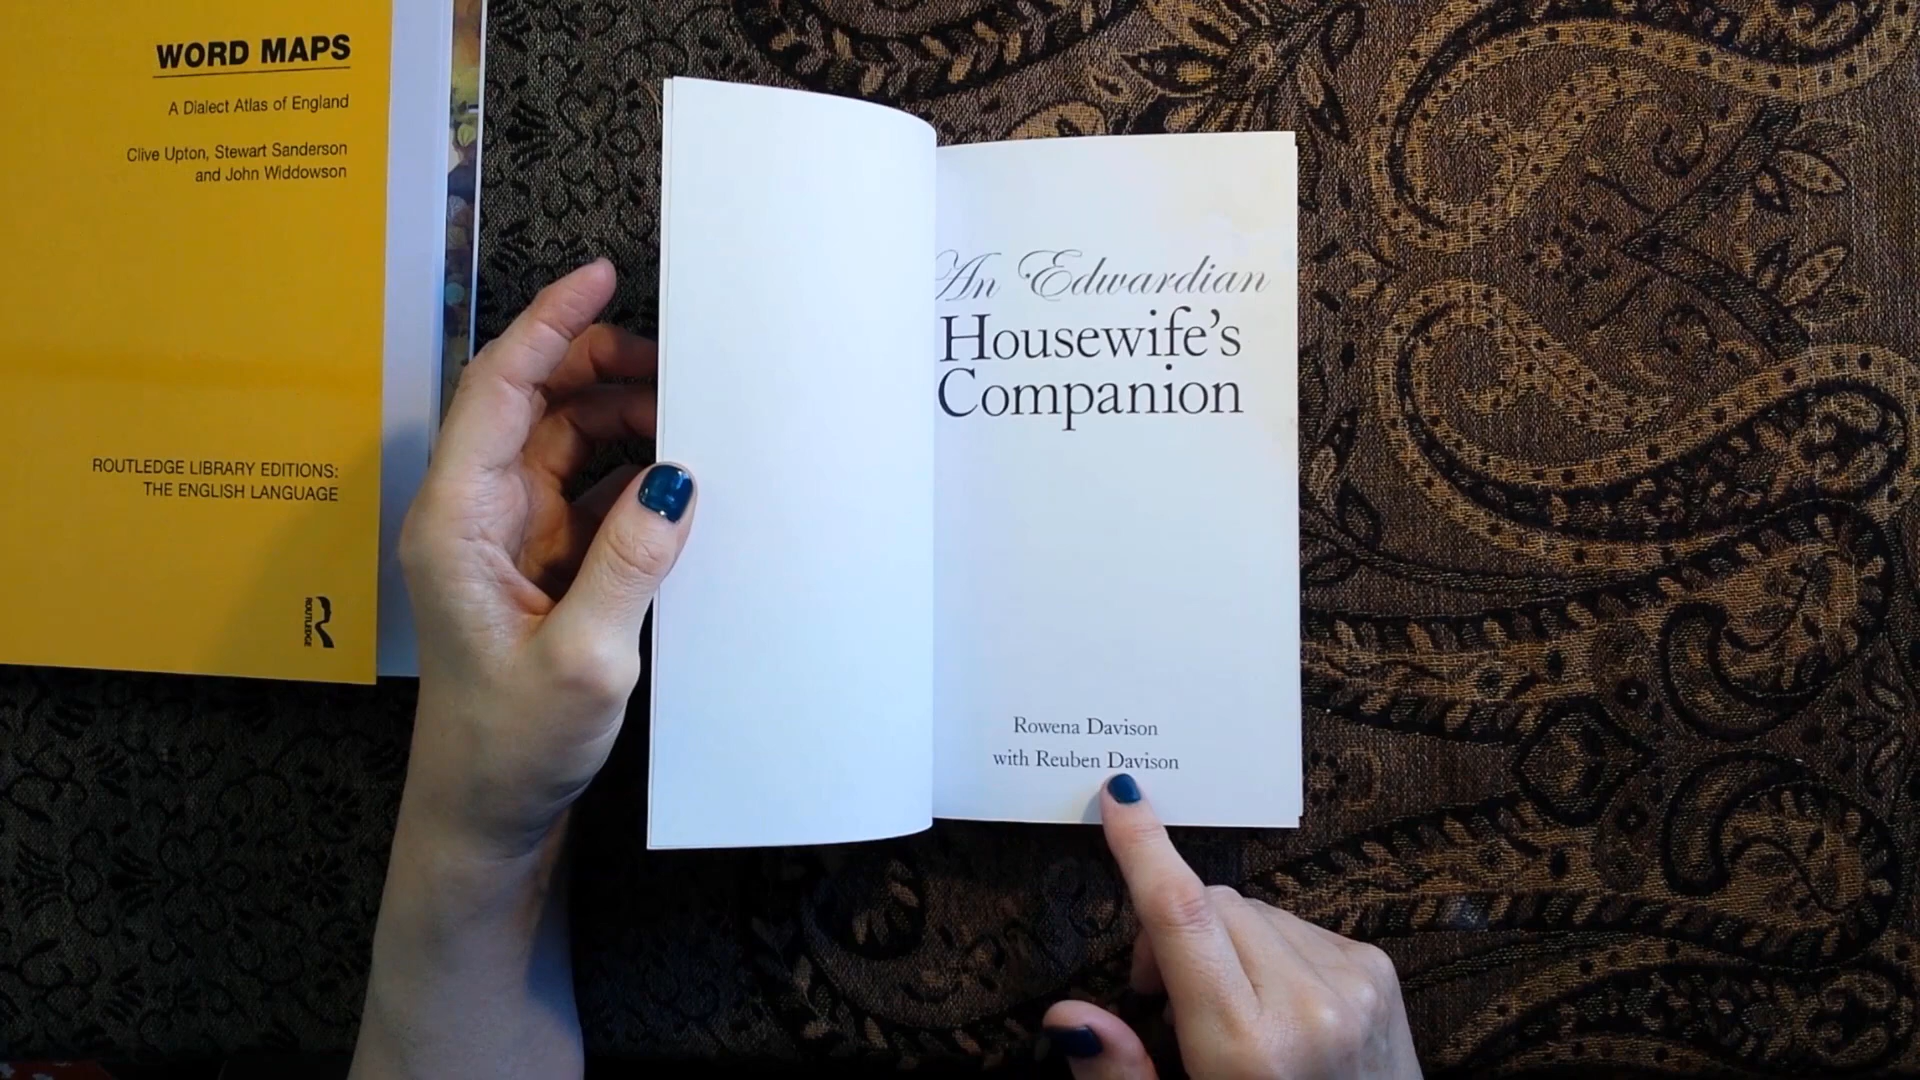 WORD MAPS
A Dialect Atlas of England
Clive Upton, Stewart Sanderson
and John Widdowson
ROUTLEDGE LIBRARY EDITIONS:
THE ENGLISH LANGUAGE
ROUTLEDGE
An Edwardian
Housewife’s
Companion
Rowena Davison
with Reuben Davison